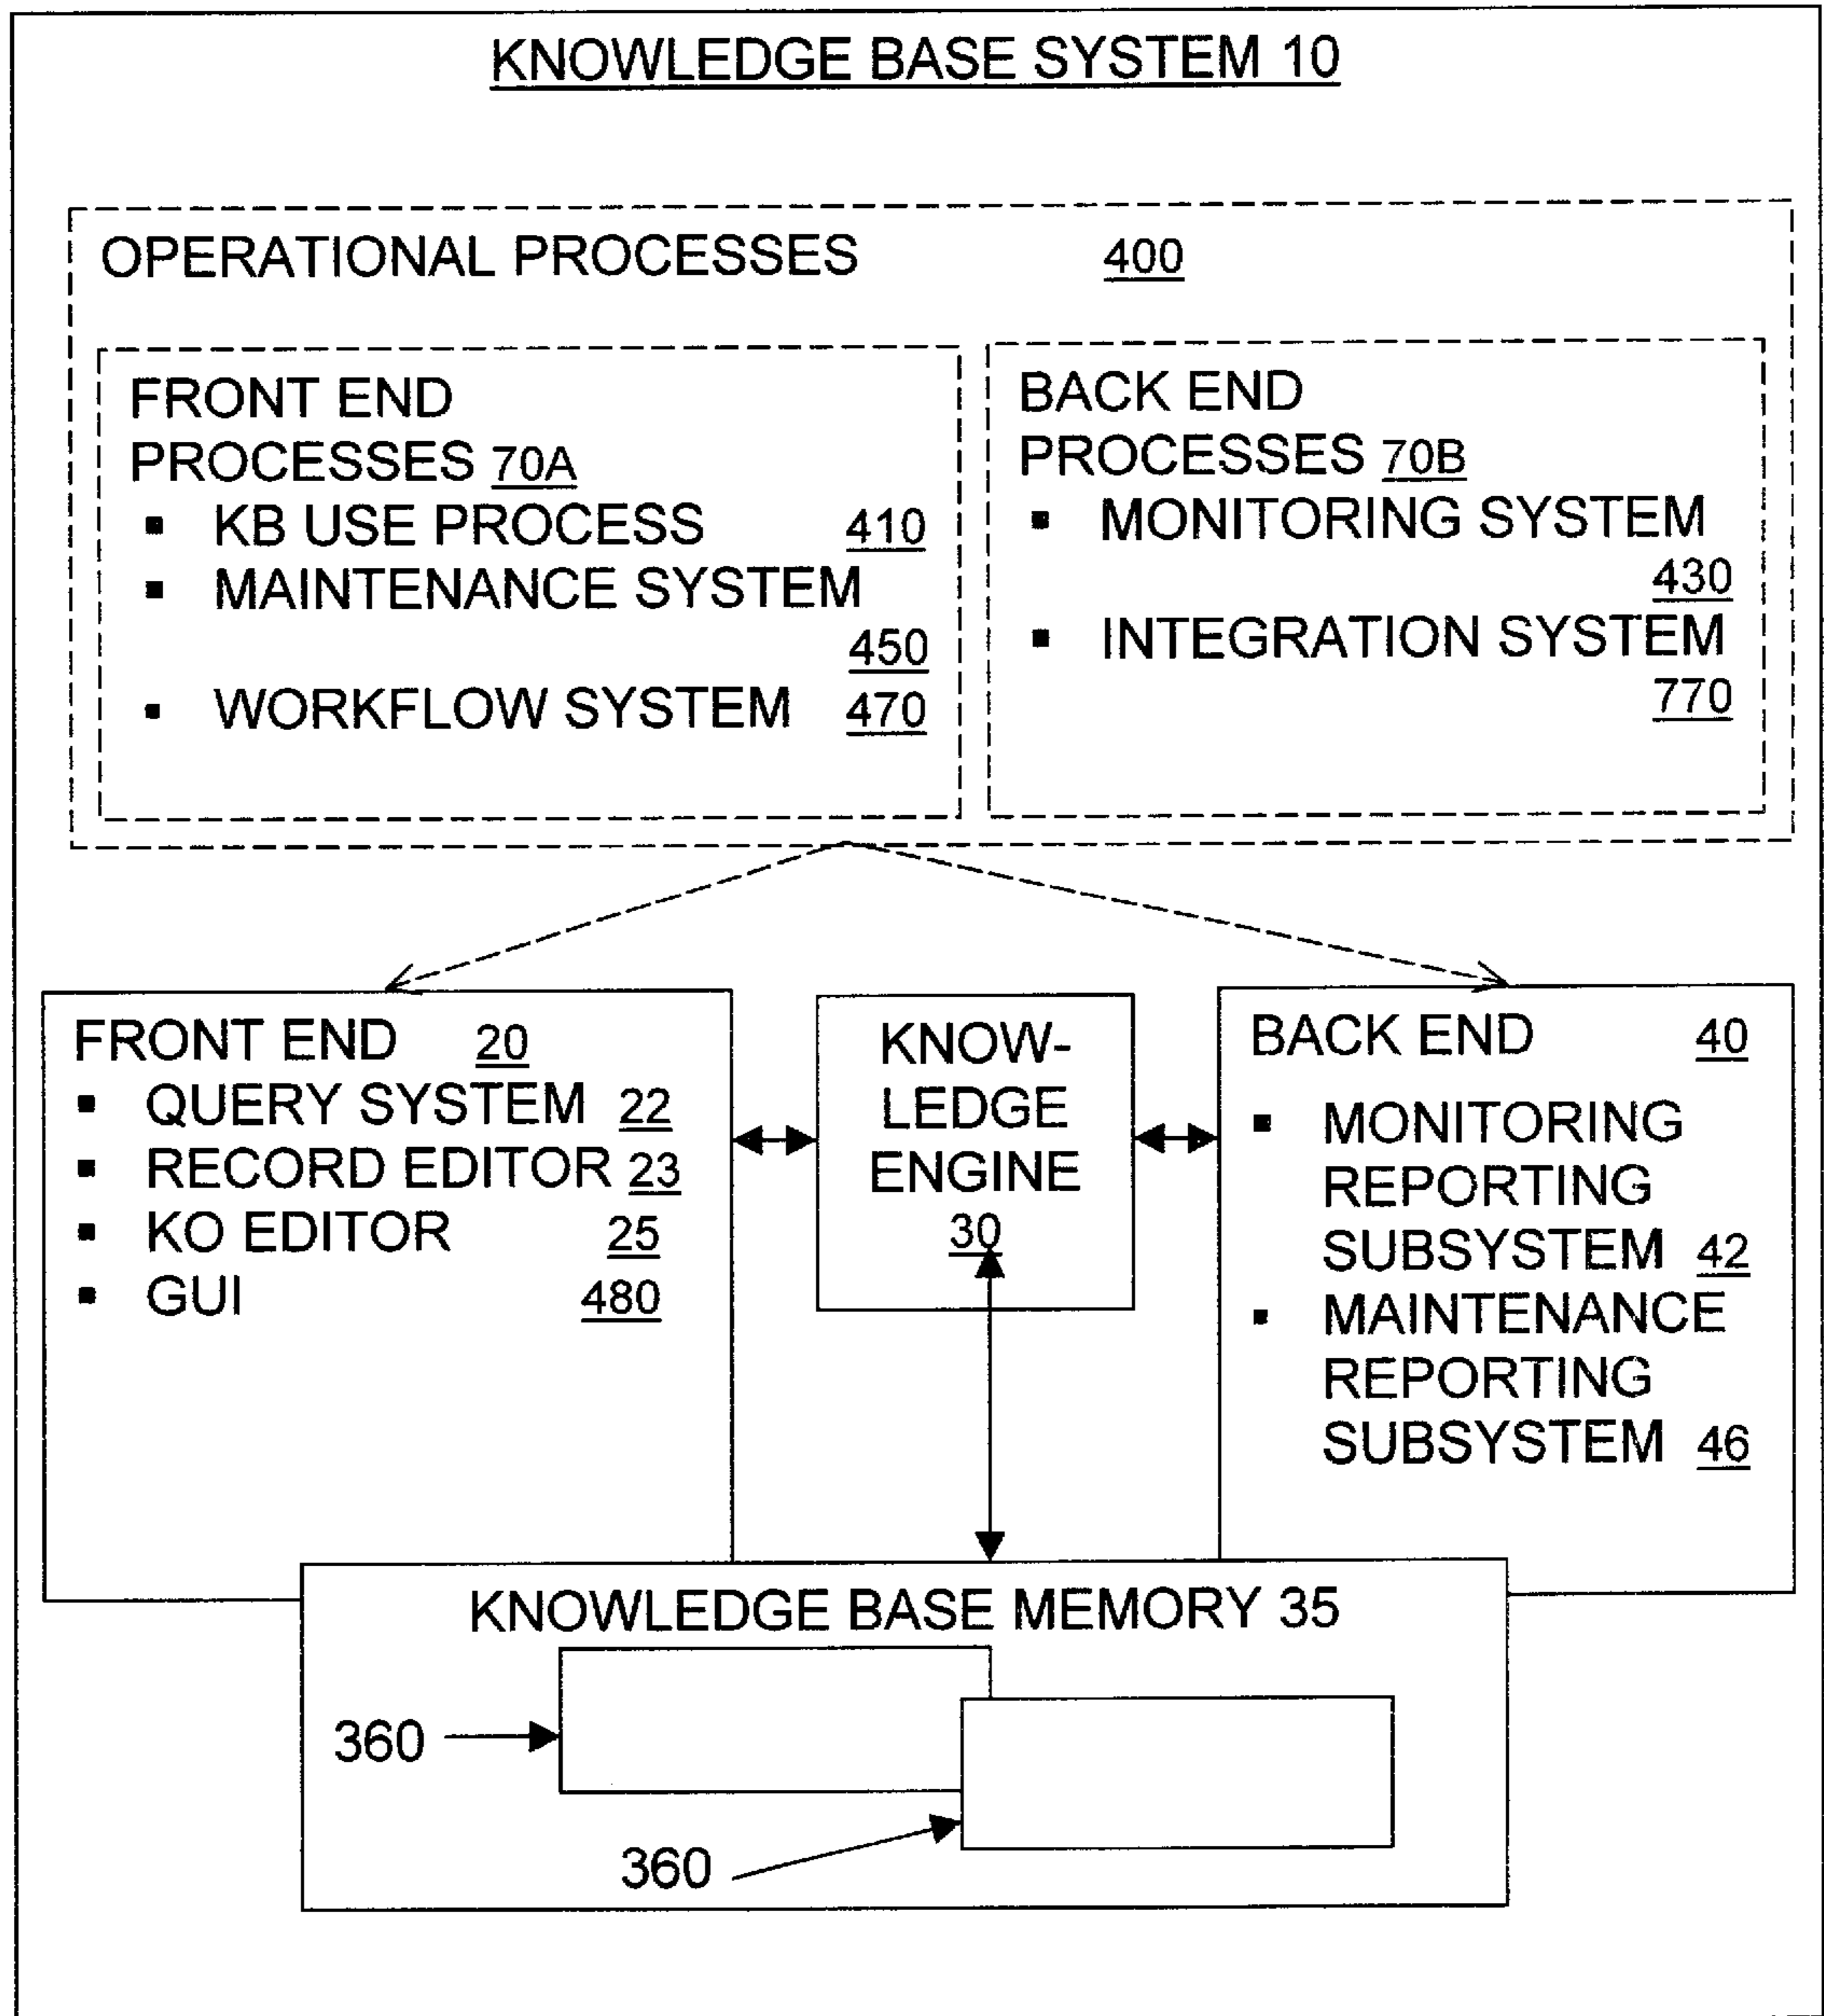 KNOWLEDGE BASE SYSTEM 10
OPERATIONAL PROCESSES 400
FRONT END
PROCESSES 70A
▪ KB USE PROCESS 410
▪ MAINTENANCE SYSTEM
450
▪ WORKFLOW SYSTEM 470
BACK END
PROCESSES 70B
▪ MONITORING SYSTEM
430
▪ INTEGRATION SYSTEM
770
FRONT END 20
▪ QUERY SYSTEM 22
▪ RECORD EDITOR 23
▪ KO EDITOR 25
▪ GUI 480
KNOW-
LEDGE
ENGINE
30
BACK END 40
▪ MONITORING
REPORTING
SUBSYSTEM 42
▪ MAINTENANCE
REPORTING
SUBSYSTEM 46
KNOWLEDGE BASE MEMORY 35
360
360